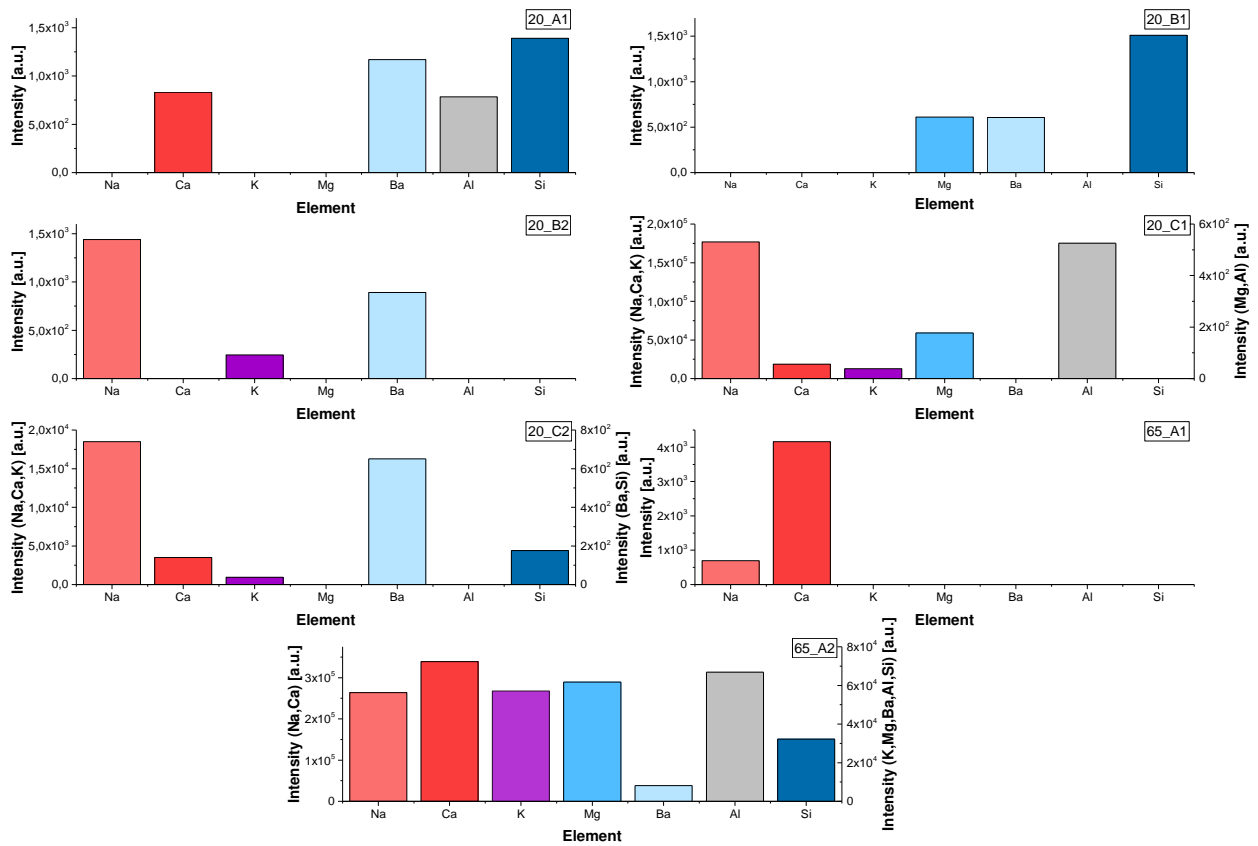 20_A1
Intensity [a.u.]
1,5x10³
1,0x10³
5,0x10²
0,0
Na Ca K Mg Ba Al Si
Element
20_B1
Intensity [a.u.]
1,5x10³
1,0x10³
5,0x10²
0,0
Na Ca K Mg Ba Al Si
Element
20_B2
Intensity [a.u.]
1,5x10³
1,0x10³
5,0x10²
0,0
Na Ca K Mg Ba Al Si
Element
20_C1
Intensity (Na,Ca,K) [a.u.]
2,0x10⁵
1,5x10⁵
1,0x10⁵
5,0x10⁴
0,0
Na Ca K Mg Ba Al Si
Element
6x10²
4x10²
2x10²
0
Intensity (Mg,Al) [a.u.]
20_C2
Intensity (Na,Ca,K) [a.u.]
2,0x10⁴
1,5x10⁴
1,0x10⁴
5,0x10³
0,0
Na Ca K Mg Ba Al Si
Element
8x10²
6x10²
4x10²
2x10²
0
Intensity (Ba,Si) [a.u.]
65_A1
Intensity [a.u.]
4x10³
3x10³
2x10³
1x10³
0
Na Ca K Mg Ba Al Si
Element
65_A2
Intensity (Na,Ca) [a.u.]
3x10⁵
2x10⁵
1x10⁵
0
Na Ca K Mg Ba Al Si
Element
8x10⁴
6x10⁴
4x10⁴
2x10⁴
0
Intensity (K,Mg,Ba,Al,Si) [a.u.]